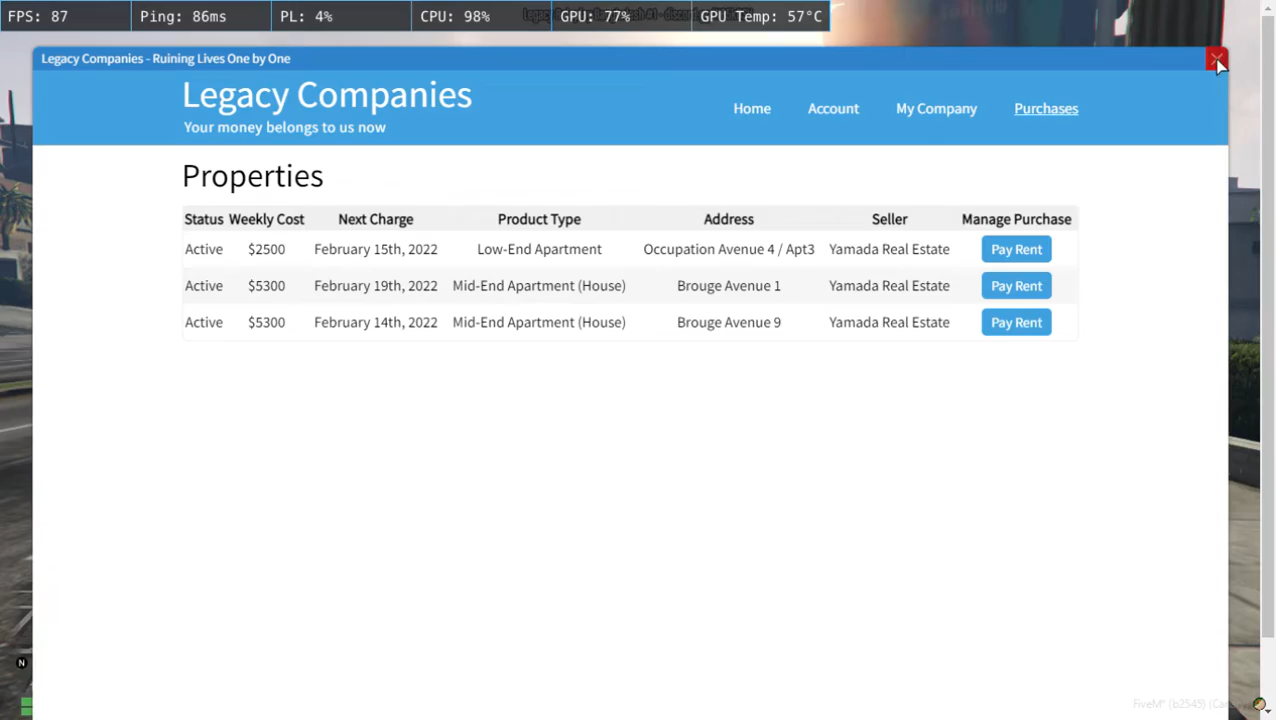 FPS: 87 Ping: 86ms PL: 4% CPU: 98% GPU: 77% GPU Temp: 57°C
Legacy Companies - Ruining Lives One by One
Legacy Companies
Your money belongs to us now
Home Account My Company Purchases
Properties
Status Weekly Cost Next Charge Product Type Address Seller Manage Purchase
Active $2500 February 15th, 2022 Low-End Apartment Occupation Avenue 4 / Apt3 Yamada Real Estate Pay Rent
Active $5300 February 19th, 2022 Mid-End Apartment (House) Brouge Avenue 1 Yamada Real Estate Pay Rent
Active $5300 February 14th, 2022 Mid-End Apartment (House) Brouge Avenue 9 Yamada Real Estate Pay Rent
N
FiveM* (b2545)